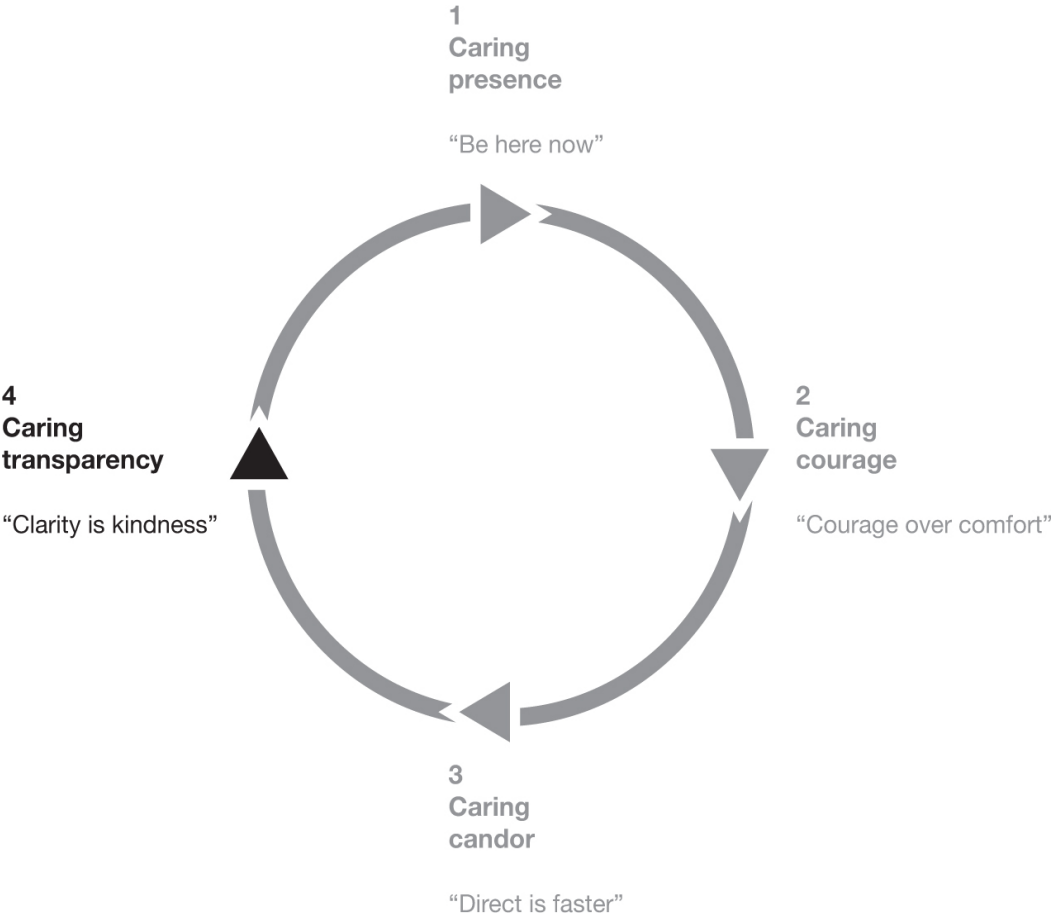 1
Caring
presence
“Be here now”
4
Caring
transparency
“Clarity is kindness”
2
Caring
courage
“Courage over comfort”
3
Caring
candor
“Direct is faster”